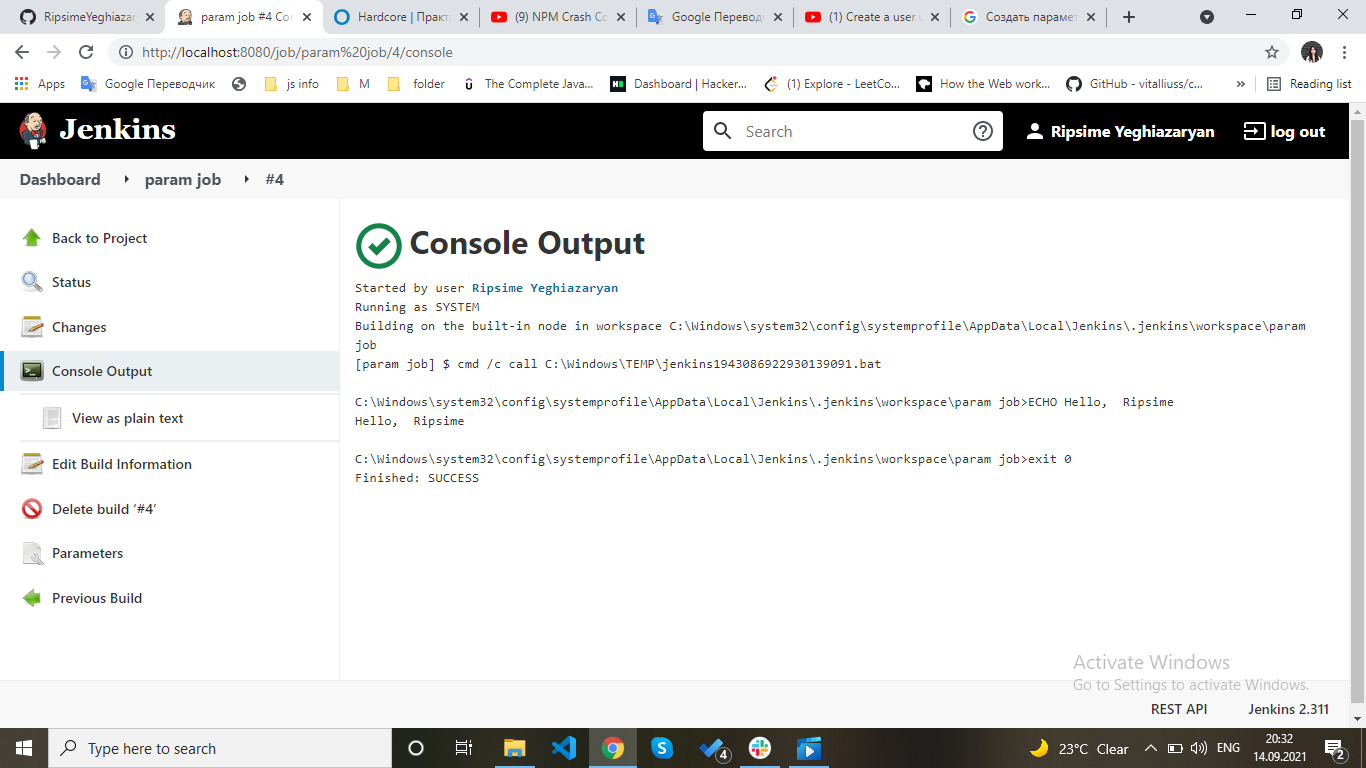 RipsimeYeghiazar
param job #4 Con
Hardcore | Практ
(9) NPM Crash Co
Google Переводч
(1) Create a user u
Создать парамет
http://localhost:8080/job/param%20job/4/console
Apps
Google Переводчик
js info
M
folder
The Complete Java...
Dashboard | Hacker...
(1) Explore - LeetCo...
How the Web work...
GitHub - vitalliuss/c...
»
Reading list
Jenkins
Search
Ripsime Yeghiazaryan
log out
Dashboard
param job
#4
Back to Project
Status
Changes
Console Output
View as plain text
Edit Build Information
Delete build ‘#4’
Parameters
Previous Build
Console Output
Started by user Ripsime Yeghiazaryan
Running as SYSTEM
Building on the built-in node in workspace C:\Windows\system32\config\systemprofile\AppData\Local\Jenkins\.jenkins\workspace\param
job
[param job] $ cmd /c call C:\Windows\TEMP\jenkins1943086922930139091.bat
C:\Windows\system32\config\systemprofile\AppData\Local\Jenkins\.jenkins\workspace\param job>ECHO Hello,  Ripsime
Hello,  Ripsime
C:\Windows\system32\config\systemprofile\AppData\Local\Jenkins\.jenkins\workspace\param job>exit 0
Finished: SUCCESS
Activate Windows
Go to Settings to activate Windows.
REST API
Jenkins 2.311
Type here to search
4
23°C Clear
ENG
20:32
14.09.2021
2